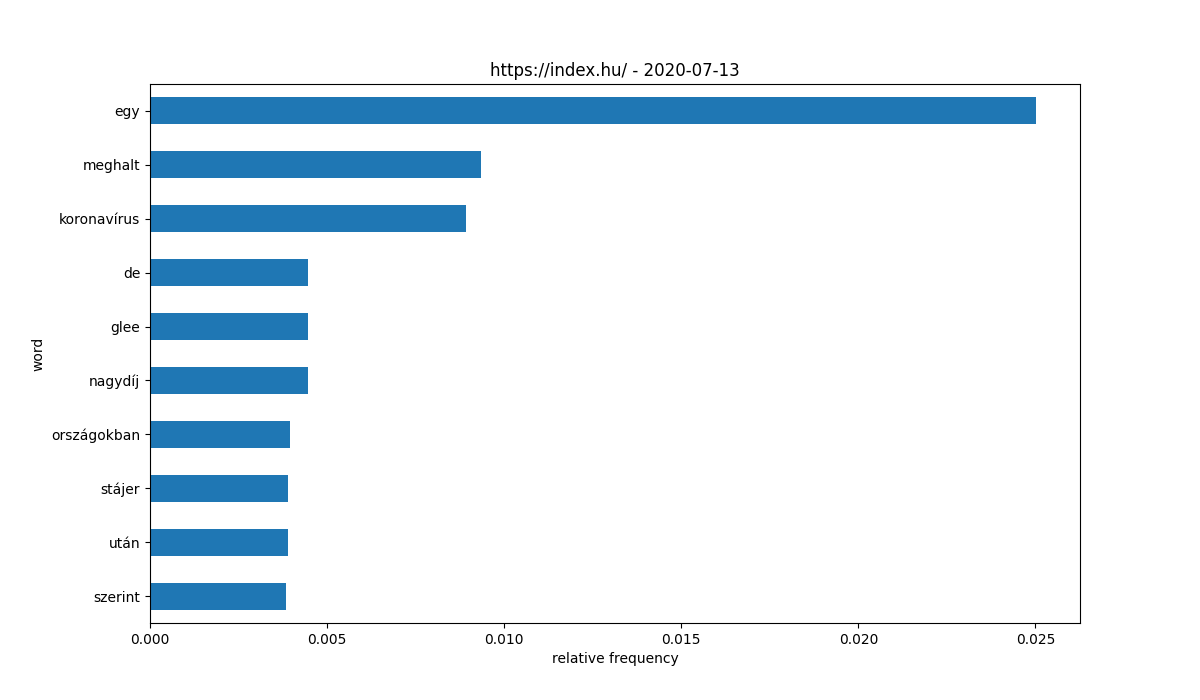 https://index.hu/ - 2020-07-13
egy
meghalt
koronavírus
de
glee
nagydíj
országokban
stájer
után
szerint
word
0.000 0.005 0.010 0.015 0.020 0.025
relative frequency